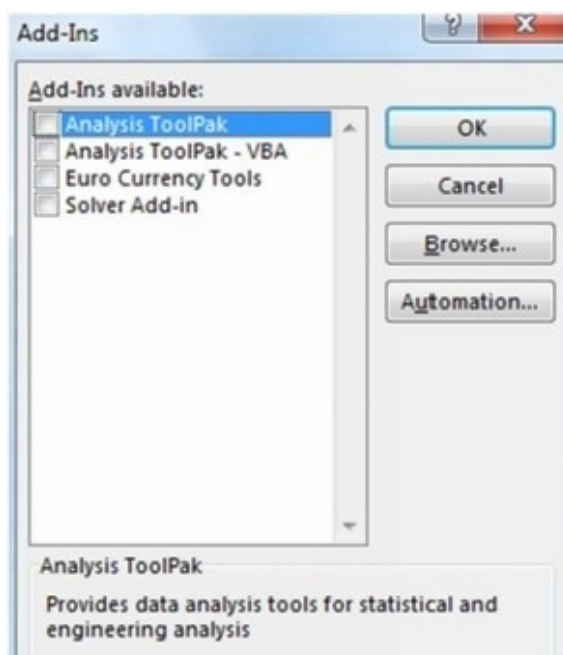 Add-Ins
?
X
Add-Ins available:
Analysis ToolPak
OK
Analysis ToolPak - VBA
Euro Currency Tools
Cancel
Solver Add-in
Browse...
Automation...
Analysis ToolPak
Provides data analysis tools for statistical and
engineering analysis